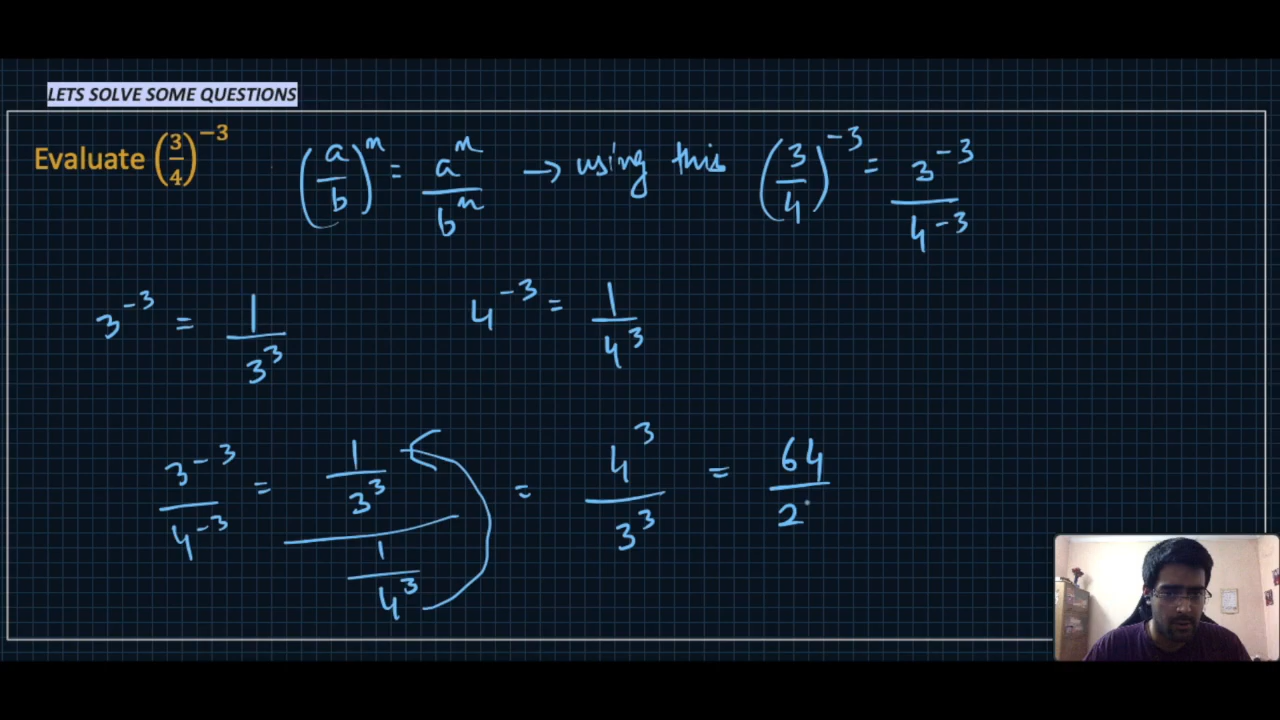 LETS SOLVE SOME QUESTIONS
Evaluate (3/4)^−3 (a/b)^n = a^n/b^n → using this (3/4)^-3 = 3^-3/4^-3
3^-3 = 1/3^3 4^-3 = 1/4^3
3^-3/4^-3 = (1/3^3)/(1/4^3) = 4^3/3^3 = 64/2